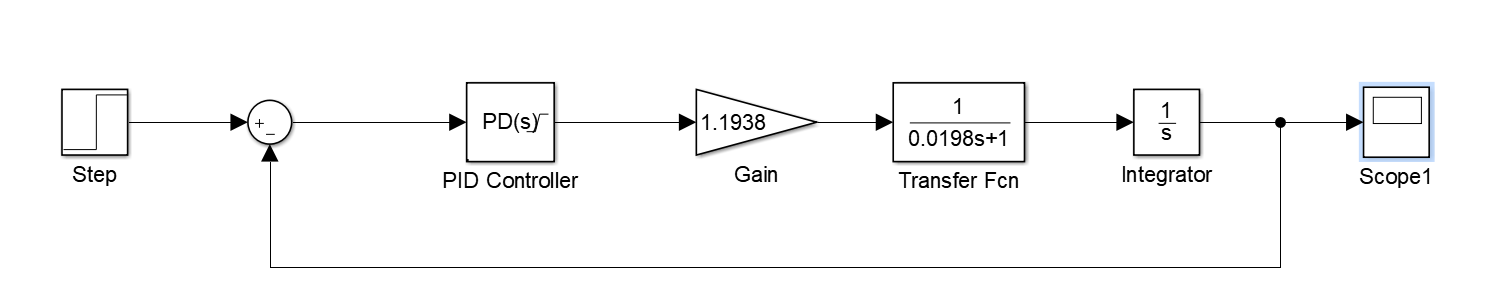 Step
+
−
PD(s)
PID Controller
1.1938
Gain
1
0.0198s+1
Transfer Fcn
1
s
Integrator
Scope1